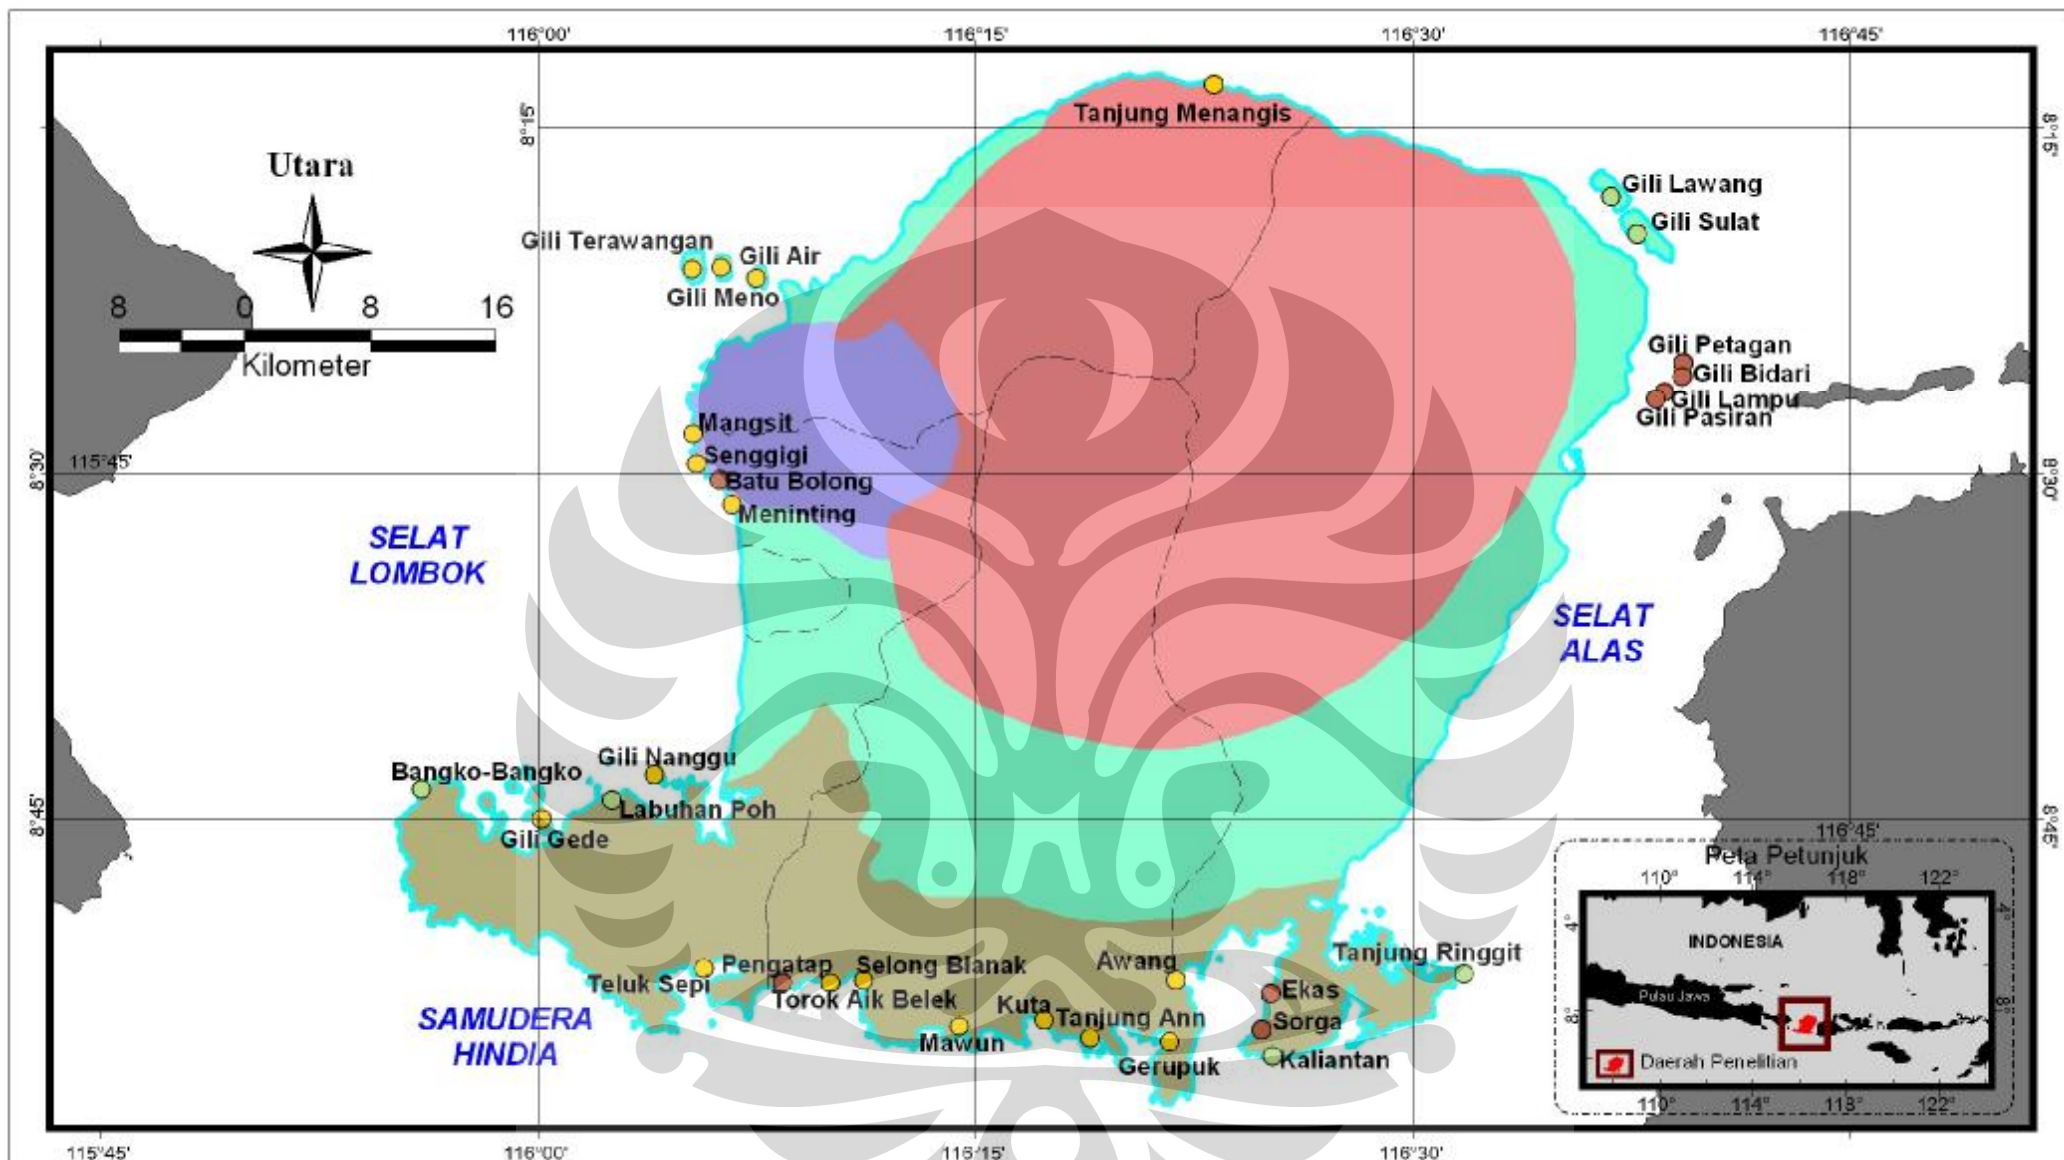 116°00'
116°15'
116°30'
116°45'
Tanjung Menangis
8°15'
8°15'
Utara
Gili Lawang
Gili Sulat
Gili Terawangan
Gili Air
Gili Meno
8 0 8 16
Kilometer
Gili Petagan
Gili Bidari
Gili Lampu
Gili Pasiran
Mangsit
Senggigi
Batu Bolong
Meninting
115°45'
8°30'
8°30'
SELAT
LOMBOK
SELAT
ALAS
Gili Nanggu
Bangko-Bangko
Labuhan Poh
Gili Gede
8°45'
8°45'
116°45'
Peta Petunjuk
110° 114° 118° 122°
4°
4°
INDONESIA
Pulau Jawa
8°
8°
Daerah Penelitian
110° 114° 118° 122°
Tanjung Ringgit
Awang
Pengatap
Selong Blanak
Teluk Sepi
Torok Aik Belek
Ekas
Kuta
Tanjung Ann
Sorga
Mawun
Gerupuk
Kaliantan
SAMUDERA
HINDIA
115°45'
116°00'
116°15'
116°30'